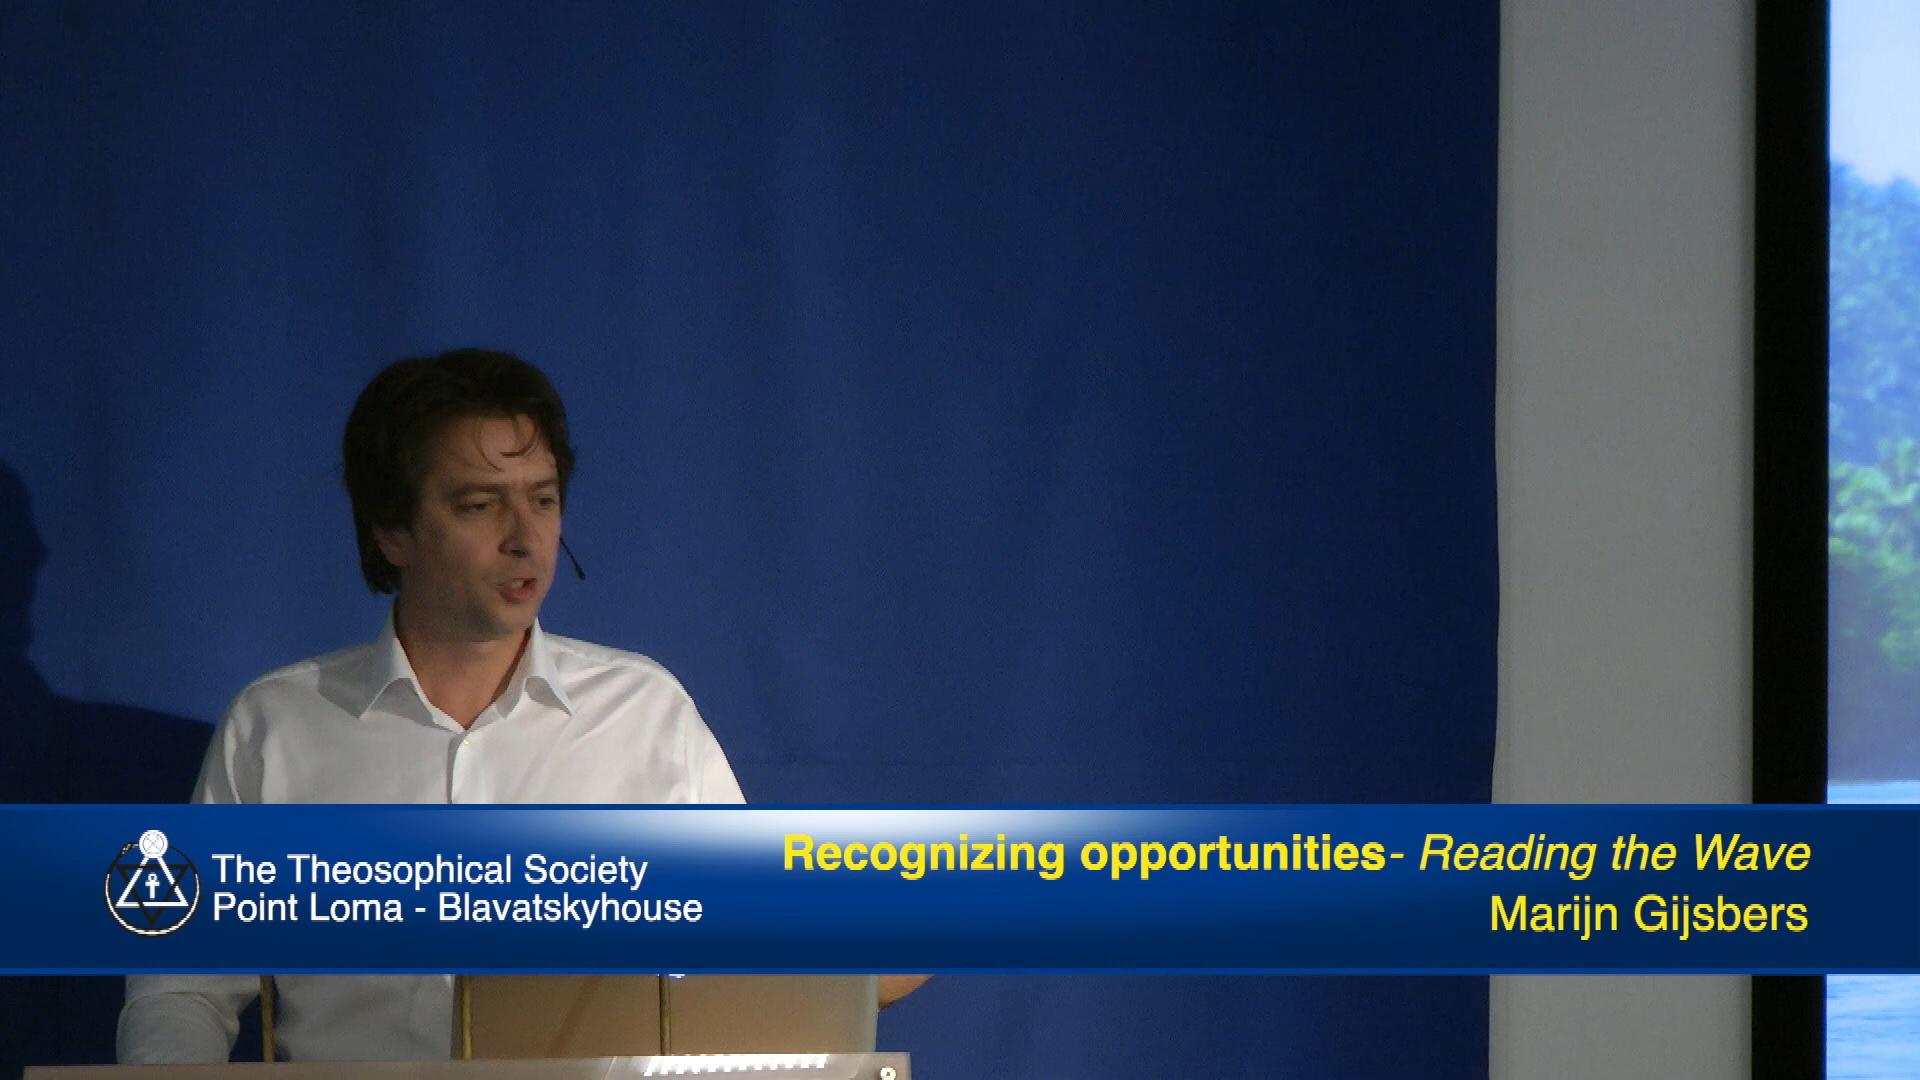 The Theosophical Society
Point Loma - Blavatskyhouse
Recognizing opportunities- Reading the Wave
Marijn Gijsbers